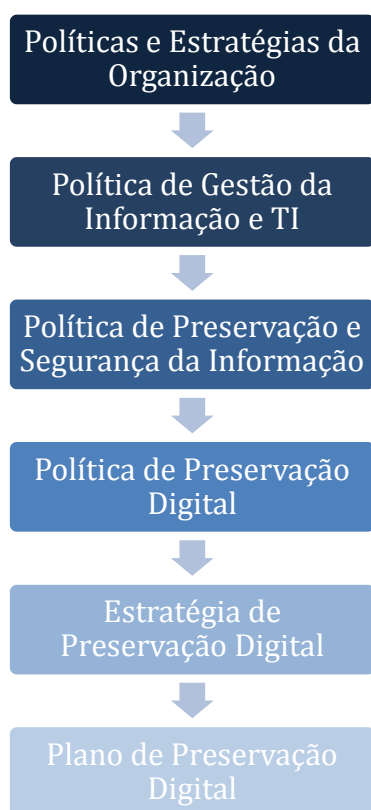 Políticas e Estratégias da
Organização
Política de Gestão da
Informação e TI
Política de Preservação e
Segurança da Informação
Política de Preservação
Digital
Estratégia de
Preservação Digital
Plano de Preservação
Digital